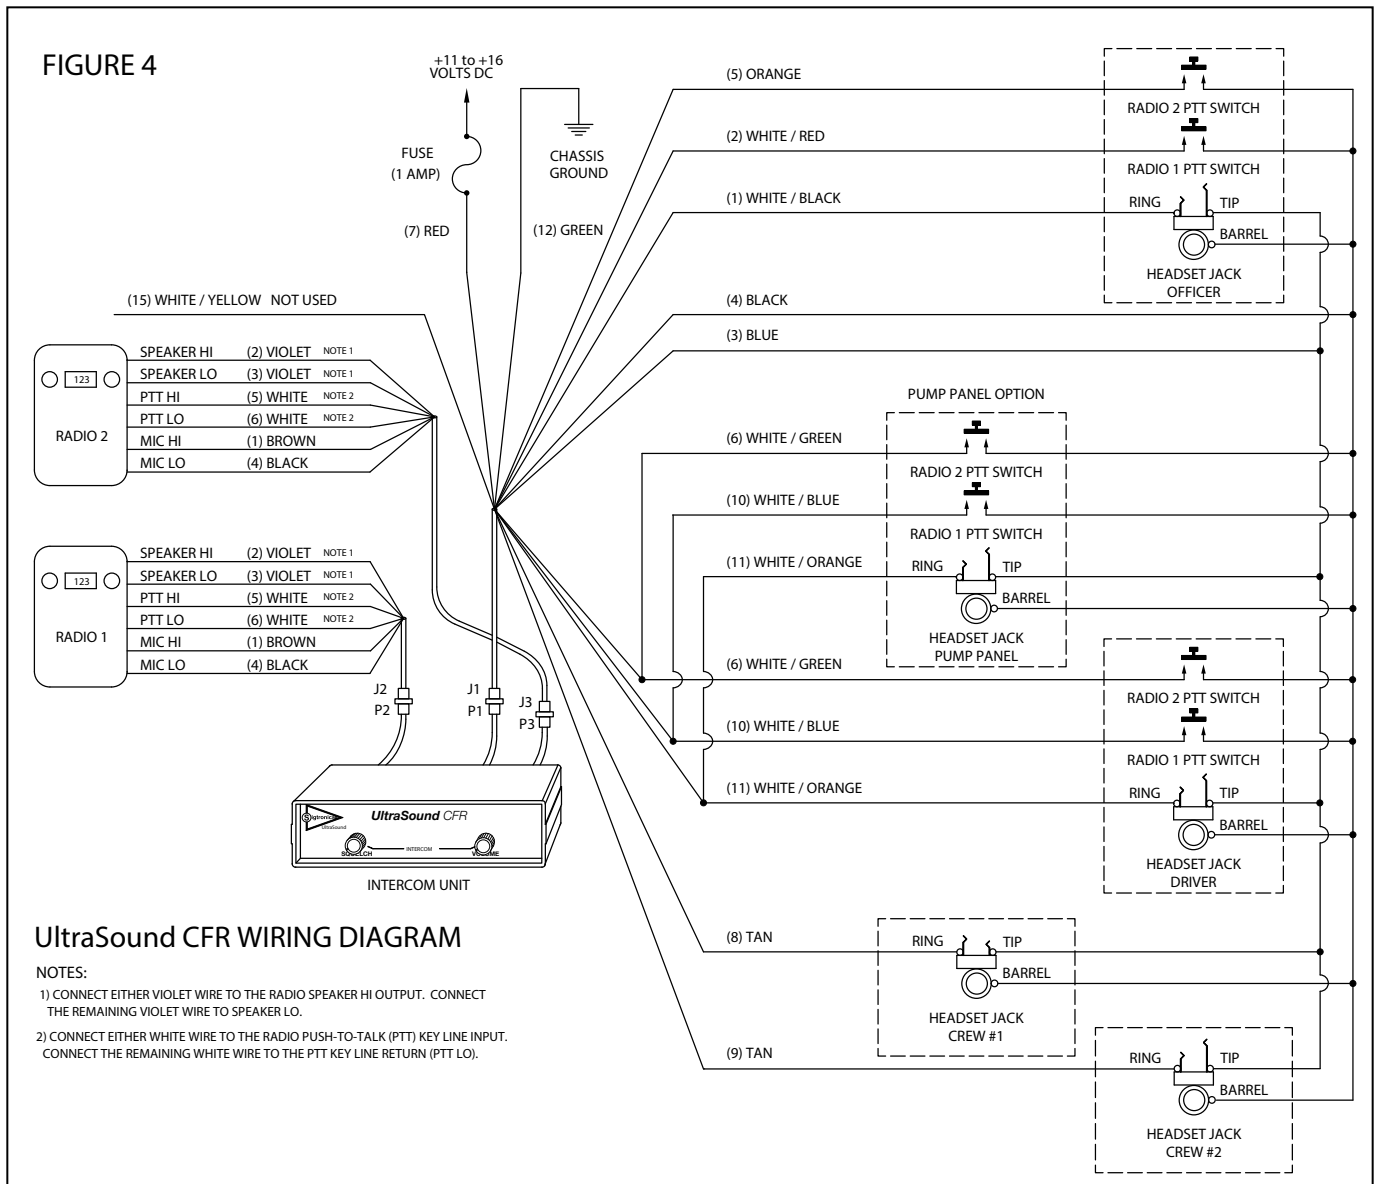 FIGURE 4
+11 to +16
VOLTS DC
FUSE
(1 AMP)
CHASSIS
GROUND
(7) RED
(12) GREEN
(15) WHITE / YELLOW NOT USED
(5) ORANGE
(2) WHITE / RED
(1) WHITE / BLACK
(4) BLACK
(3) BLUE
RADIO 2 PTT SWITCH
RADIO 1 PTT SWITCH
RING TIP
BARREL
HEADSET JACK
OFFICER
SPEAKER HI (2) VIOLET NOTE 1
SPEAKER LO (3) VIOLET NOTE 1
PTT HI (5) WHITE NOTE 2
PTT LO (6) WHITE NOTE 2
MIC HI (1) BROWN
MIC LO (4) BLACK
123
RADIO 2
SPEAKER HI (2) VIOLET NOTE 1
SPEAKER LO (3) VIOLET NOTE 1
PTT HI (5) WHITE NOTE 2
PTT LO (6) WHITE NOTE 2
MIC HI (1) BROWN
MIC LO (4) BLACK
123
RADIO 1
PUMP PANEL OPTION
(6) WHITE / GREEN
RADIO 2 PTT SWITCH
(10) WHITE / BLUE
RADIO 1 PTT SWITCH
(11) WHITE / ORANGE
RING TIP
BARREL
HEADSET JACK
PUMP PANEL
(6) WHITE / GREEN
RADIO 2 PTT SWITCH
(10) WHITE / BLUE
RADIO 1 PTT SWITCH
(11) WHITE / ORANGE
RING TIP
BARREL
HEADSET JACK
DRIVER
J2
P2
J1
P1
J3
P3
Sigtronics
UltraSound
UltraSound CFR
SQUELCH
INTERCOM
VOLUME
INTERCOM UNIT
(8) TAN
RING TIP
BARREL
HEADSET JACK
CREW #1
(9) TAN
RING TIP
BARREL
HEADSET JACK
CREW #2
UltraSound CFR WIRING DIAGRAM
NOTES:
1) CONNECT EITHER VIOLET WIRE TO THE RADIO SPEAKER HI OUTPUT. CONNECT
THE REMAINING VIOLET WIRE TO SPEAKER LO.
2) CONNECT EITHER WHITE WIRE TO THE RADIO PUSH-TO-TALK (PTT) KEY LINE INPUT.
CONNECT THE REMAINING WHITE WIRE TO THE PTT KEY LINE RETURN (PTT LO).